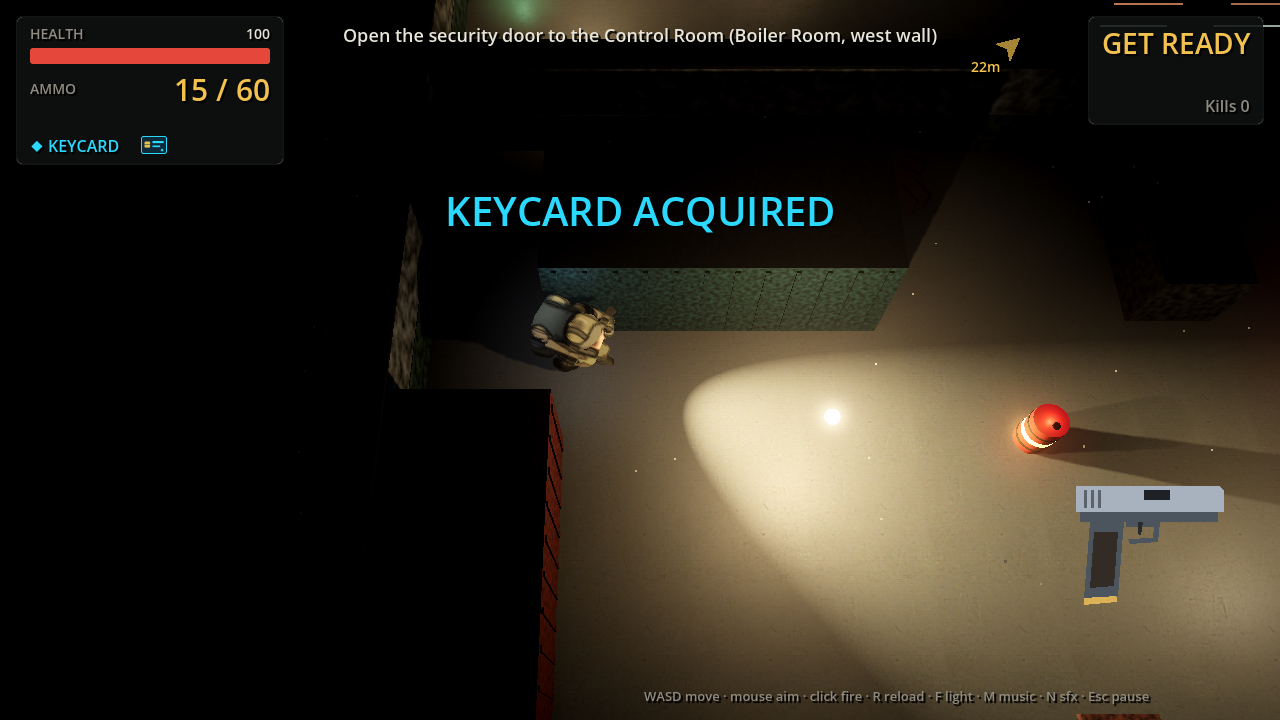 HEALTH 100
AMMO 15 / 60
KEYCARD
Open the security door to the Control Room (Boiler Room, west wall)
22m
GET READY
Kills 0
KEYCARD ACQUIRED
WASD move · mouse aim · click fire · R reload · F light · M music · N sfx · Esc pause